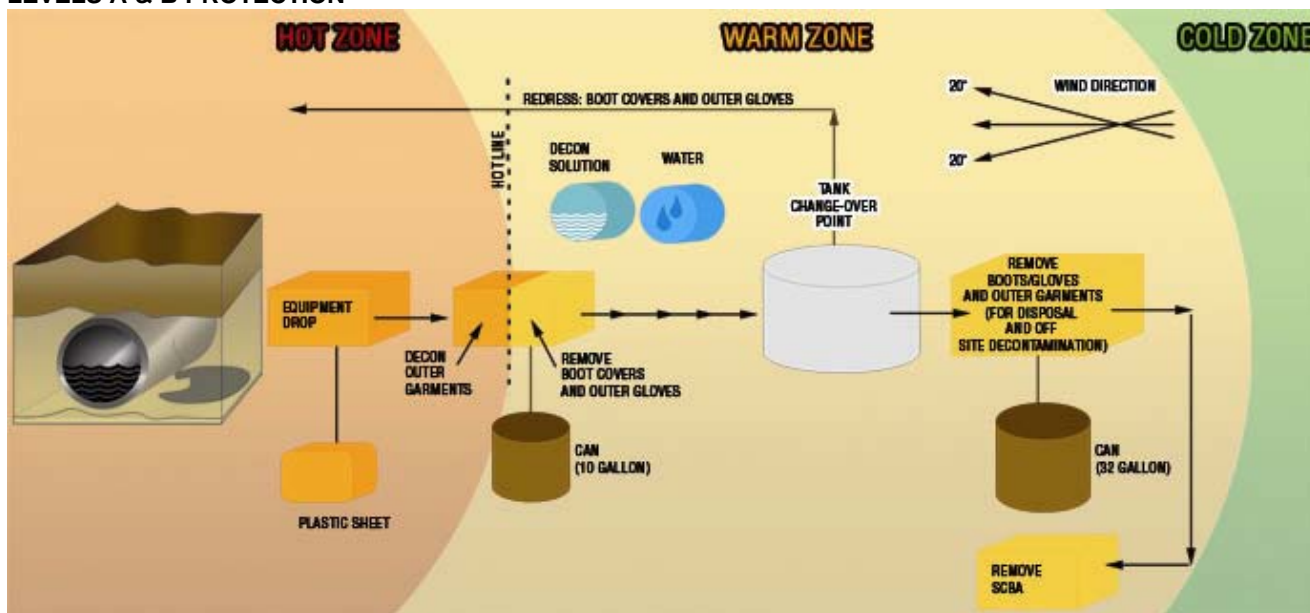 LEVELS A & B PROTECTION
HOT ZONE
WARM ZONE
COLD ZONE
REDRESS: BOOT COVERS AND OUTER GLOVES
20°
WIND DIRECTION
20°
HOTLINE
DECON
SOLUTION
WATER
TANK
CHANGE-OVER
POINT
EQUIPMENT
DROP
DECON
OUTER
GARMENTS
REMOVE
BOOT COVERS
AND OUTER GLOVES
REMOVE
BOOTS/GLOVES
AND OUTER GARMENTS
(FOR DISPOSAL
AND OFF
SITE DECONTAMINATION)
CAN
(10 GALLON)
CAN
(32 GALLON)
PLASTIC SHEET
REMOVE
SCBA